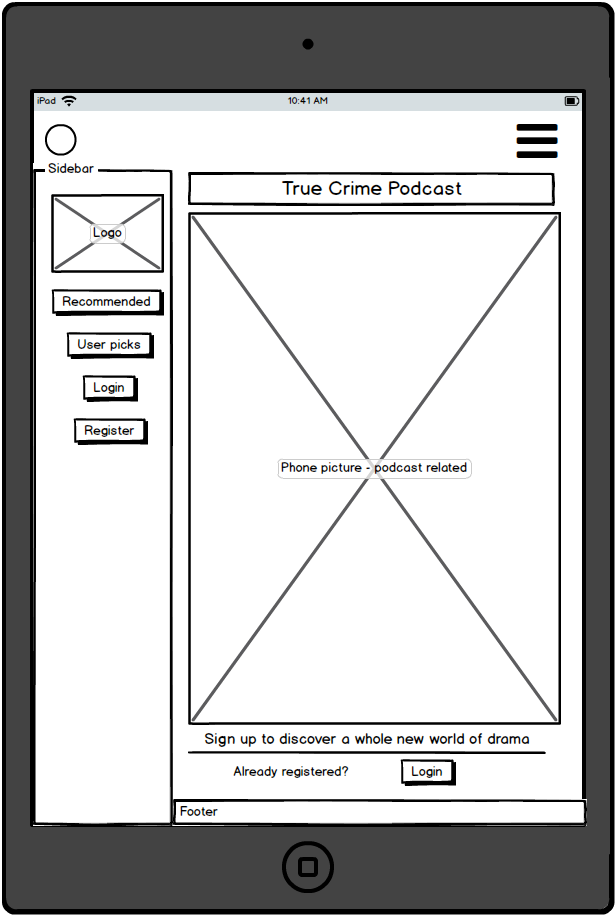 iPad
10:41 AM
Sidebar
Logo
Recommended
User picks
Login
Register
True Crime Podcast
Phone picture - podcast related
Sign up to discover a whole new world of drama
Already registered?
Login
Footer